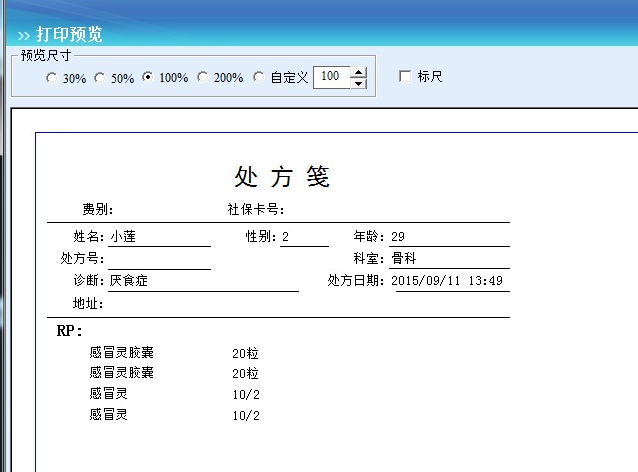 打印预览
预览尺寸
30% 50% 100% 200% 自定义 100 标尺
处方笺
费别： 社保卡号：
姓名：小莲 性别：2 年龄：29
处方号： 科室：骨科
诊断：厌食症 处方日期：2015/09/11 13:49
地址：
RP：
感冒灵胶囊 20粒
感冒灵胶囊 20粒
感冒灵 10/2
感冒灵 10/2